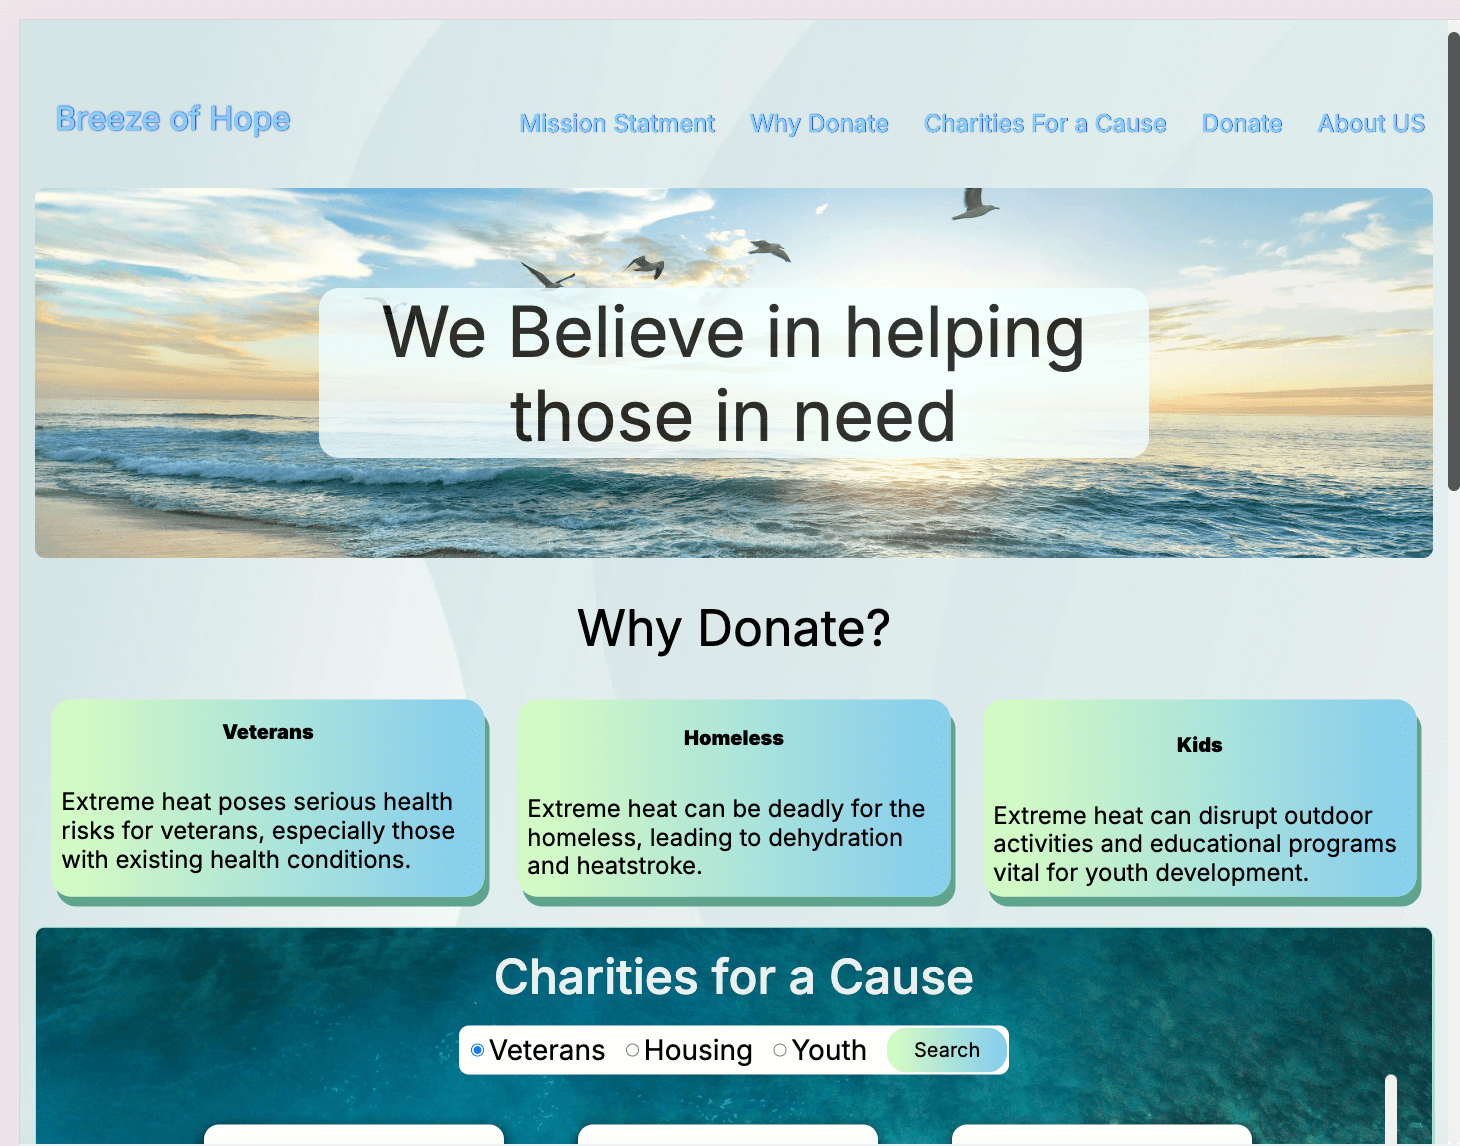 Breeze of Hope
Mission Statment
Why Donate
Charities For a Cause
Donate
About US
We Believe in helping
those in need
Why Donate?
Veterans
Extreme heat poses serious health
risks for veterans, especially those
with existing health conditions.
Homeless
Extreme heat can be deadly for the
homeless, leading to dehydration
and heatstroke.
Kids
Extreme heat can disrupt outdoor
activities and educational programs
vital for youth development.
Charities for a Cause
Veterans
Housing
Youth
Search